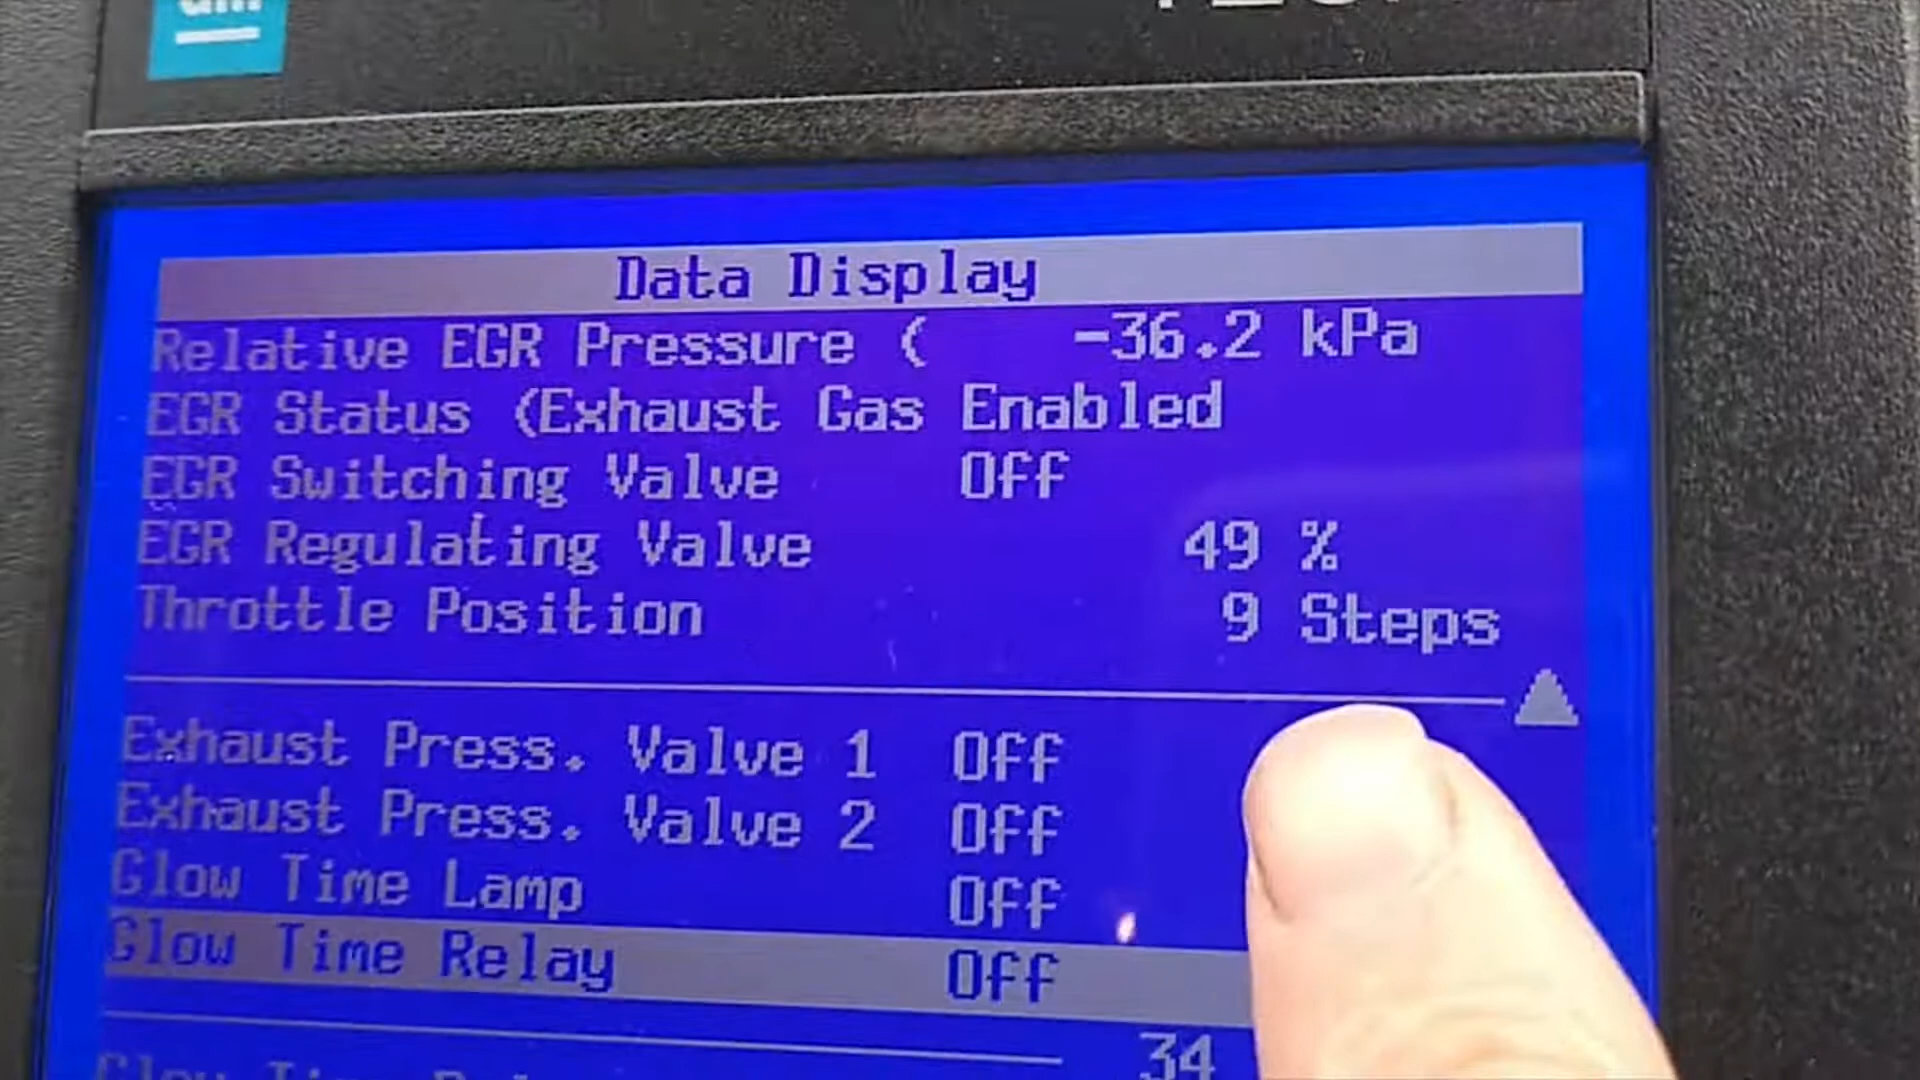 Data Display
Relative EGR Pressure ( -36.2 kPa
EGR Status (Exhaust Gas Enabled
EGR Switching Valve Off
EGR Regulating Valve 49 %
Throttle Position 9 Steps
Exhaust Press. Valve 1 Off
Exhaust Press. Valve 2 Off
Glow Time Lamp Off
Glow Time Relay Off
34
Glow Time